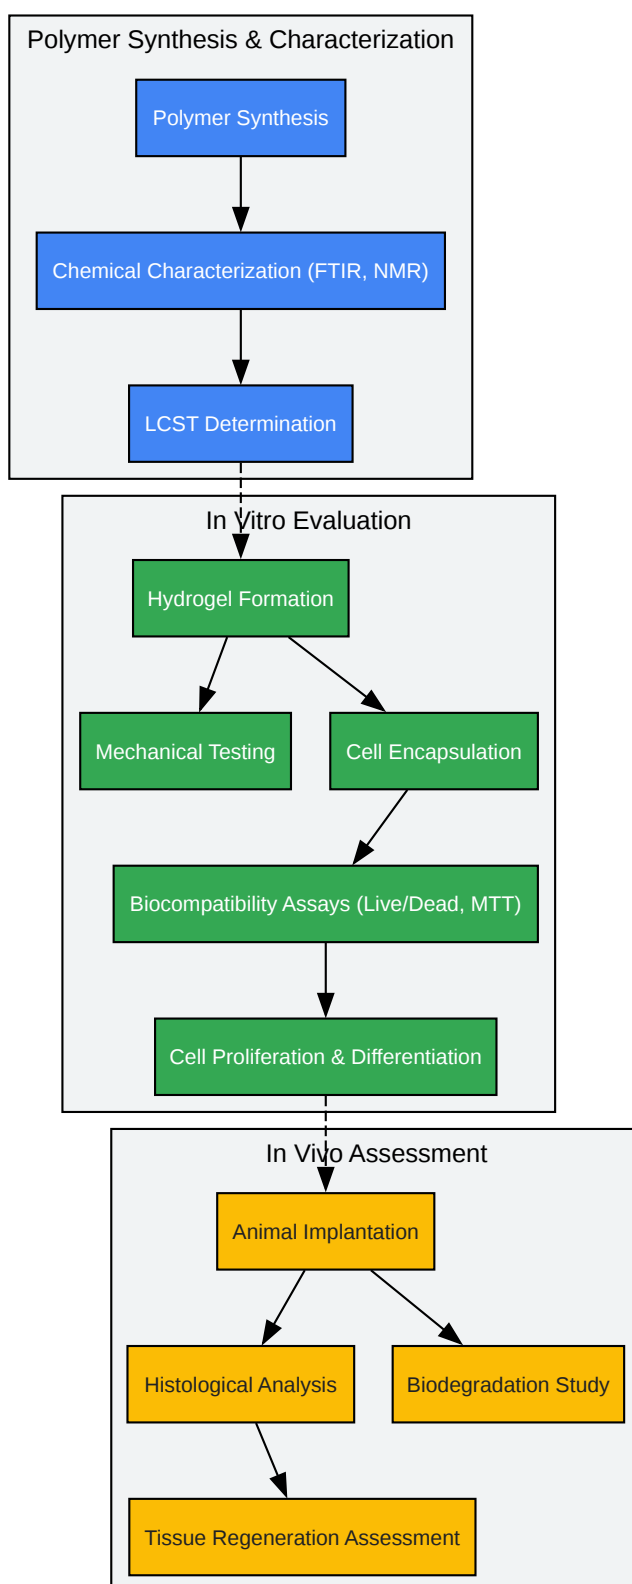 Polymer Synthesis & Characterization
Polymer Synthesis
Chemical Characterization (FTIR, NMR)
LCST Determination
In Vitro Evaluation
Hydrogel Formation
Mechanical Testing
Cell Encapsulation
Biocompatibility Assays (Live/Dead, MTT)
Cell Proliferation & Differentiation
In Vivo Assessment
Animal Implantation
Histological Analysis
Biodegradation Study
Tissue Regeneration Assessment